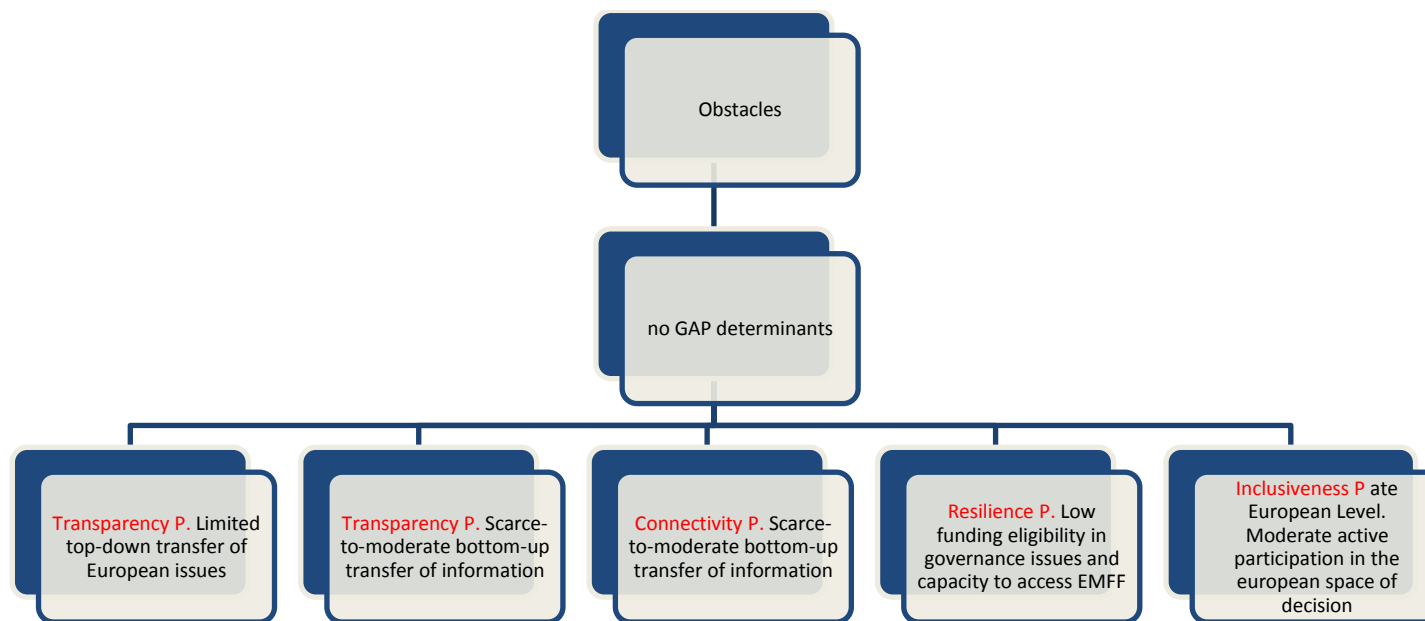 Obstacles
no GAP determinants
Transparency P. Limited
top-down transfer of
European issues
Transparency P. Scarce-
to-moderate bottom-up
transfer of information
Connectivity P. Scarce-
to-moderate bottom-up
transfer of information
Resilience P. Low
funding eligibility in
governance issues and
capacity to access EMFF
Inclusiveness P ate
European Level.
Moderate active
participation in the
european space of
decision